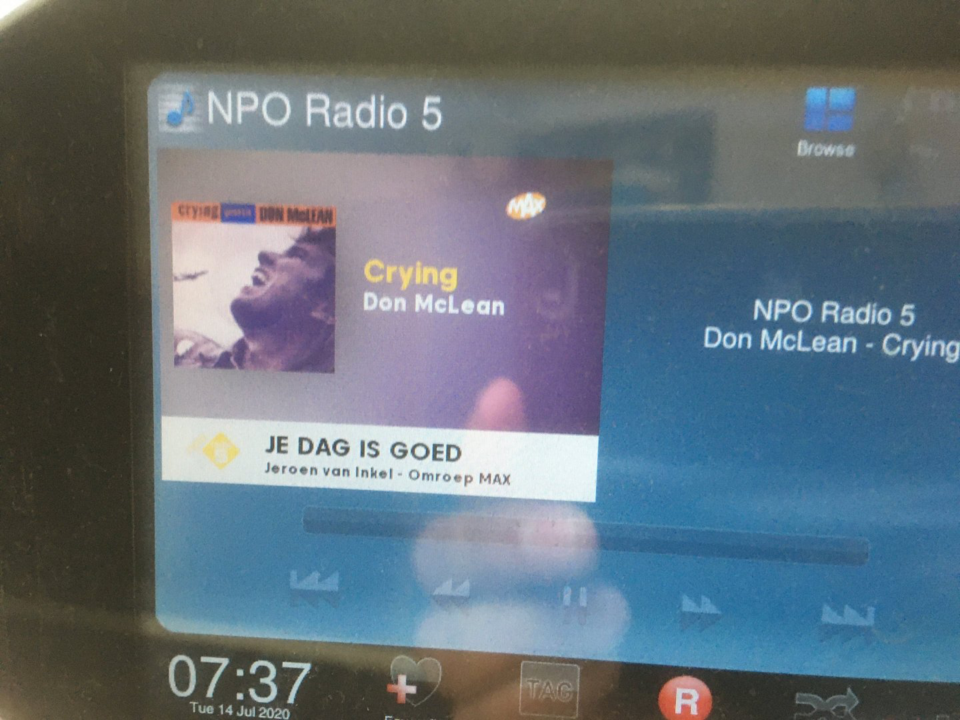 NPO Radio 5
Browse
MAX
crying
DON McLEAN
Crying
Don McLean
NPO Radio 5
Don McLean - Crying
JE DAG IS GOED
Jeroen van Inkel - Omroep MAX
07:37
Tue 14 Jul 2020
TAG
R